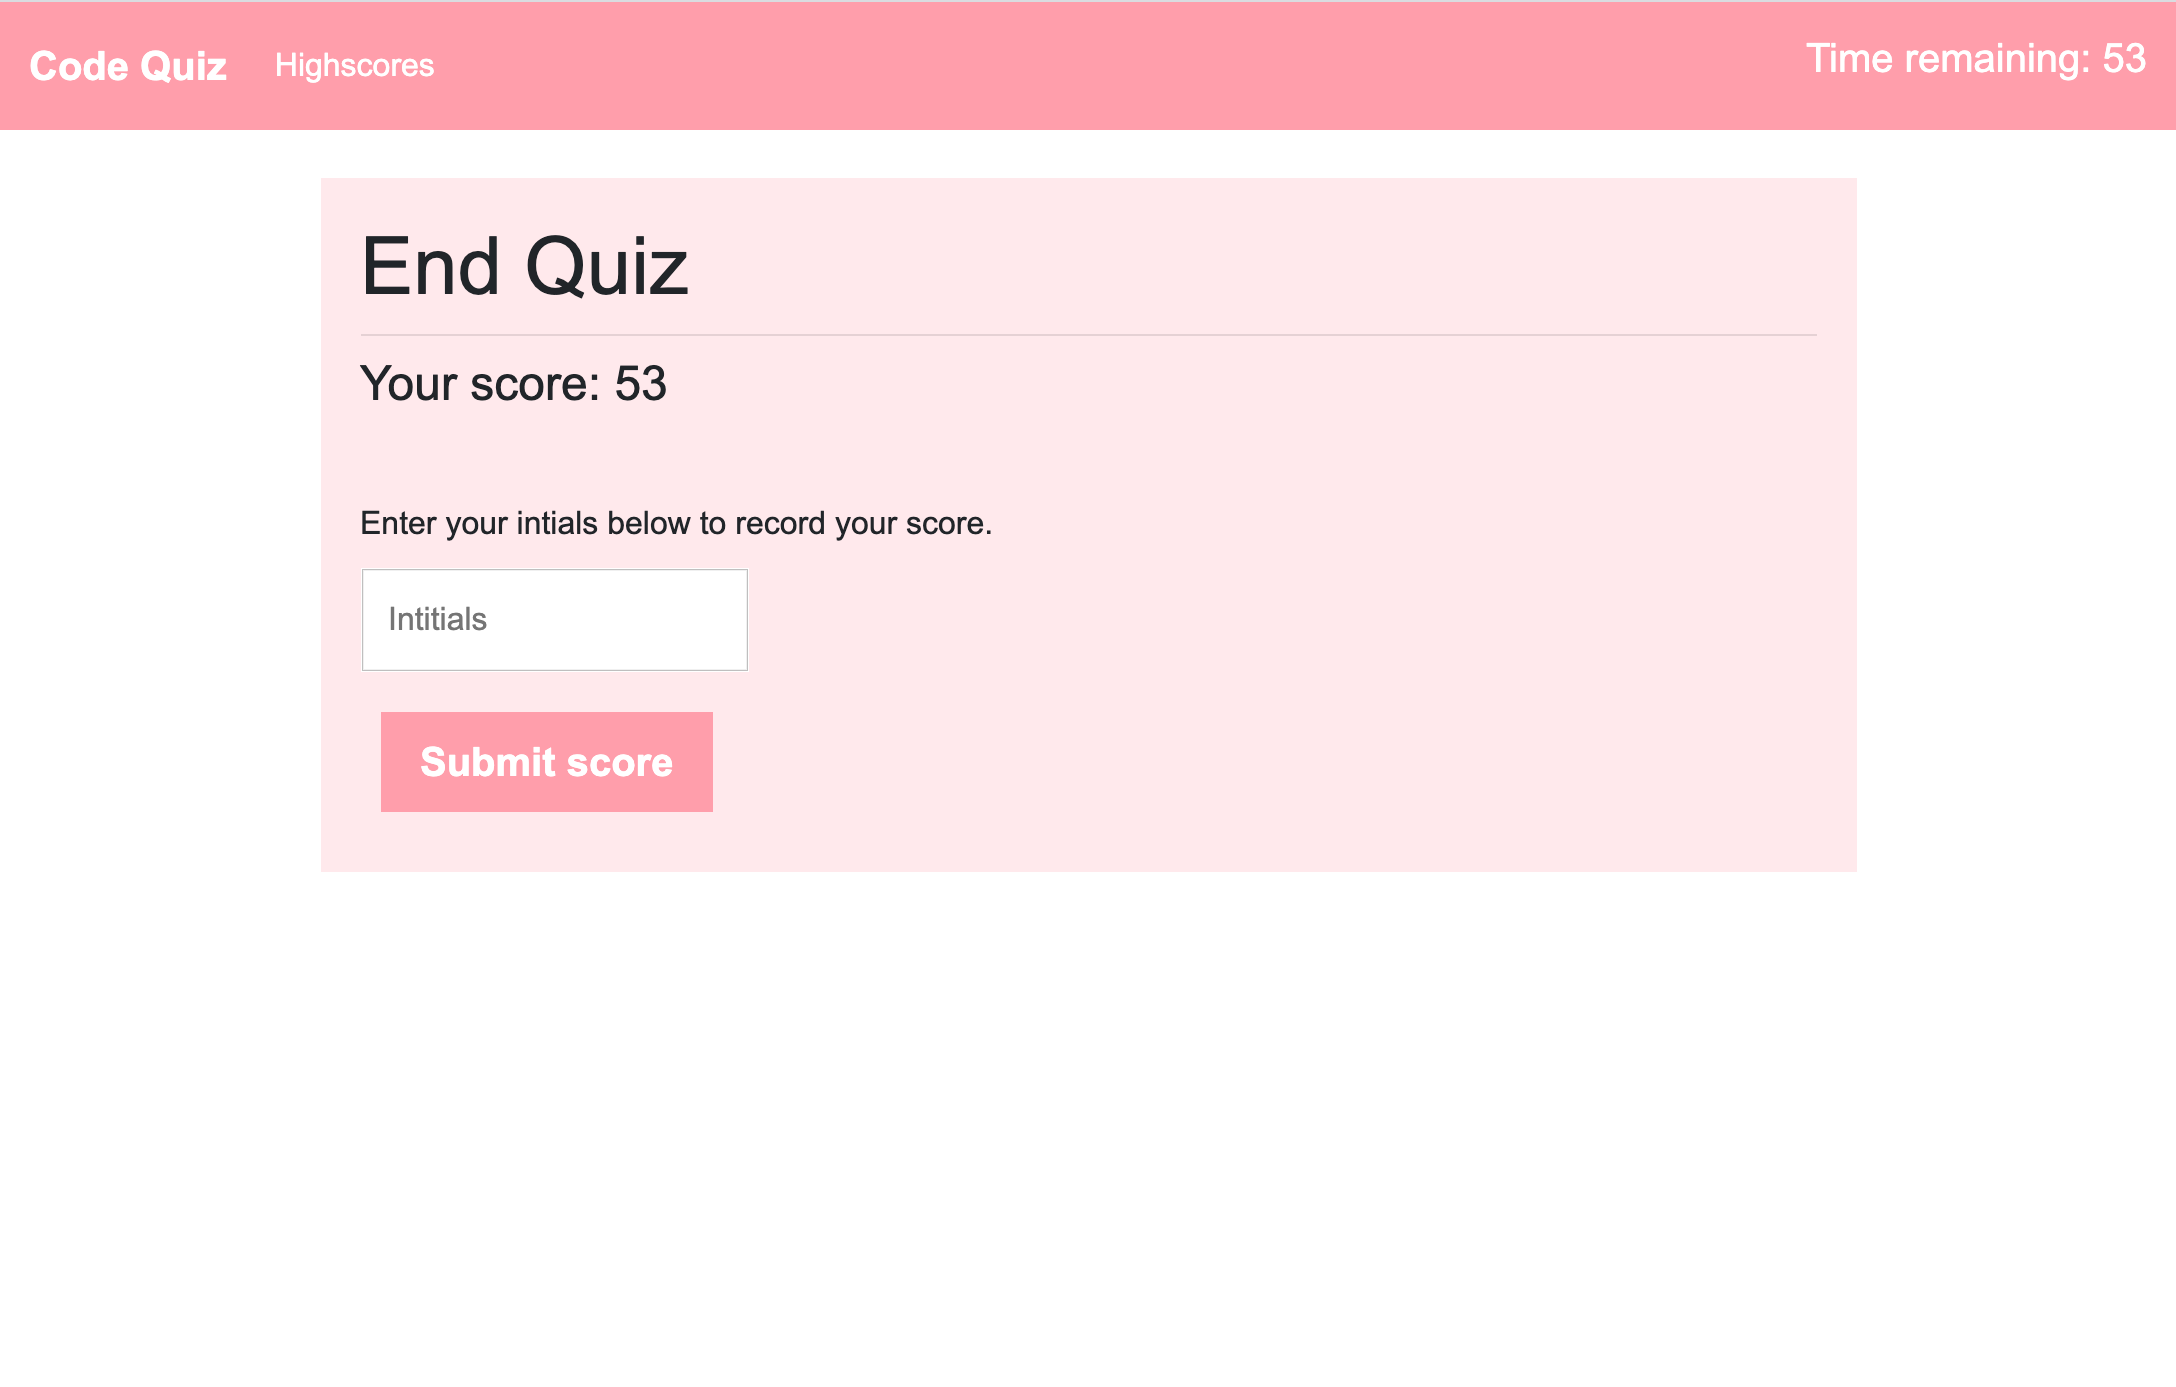 Code Quiz Highscores Time remaining: 53
End Quiz
Your score: 53
Enter your intials below to record your score.
Intitials
Submit score